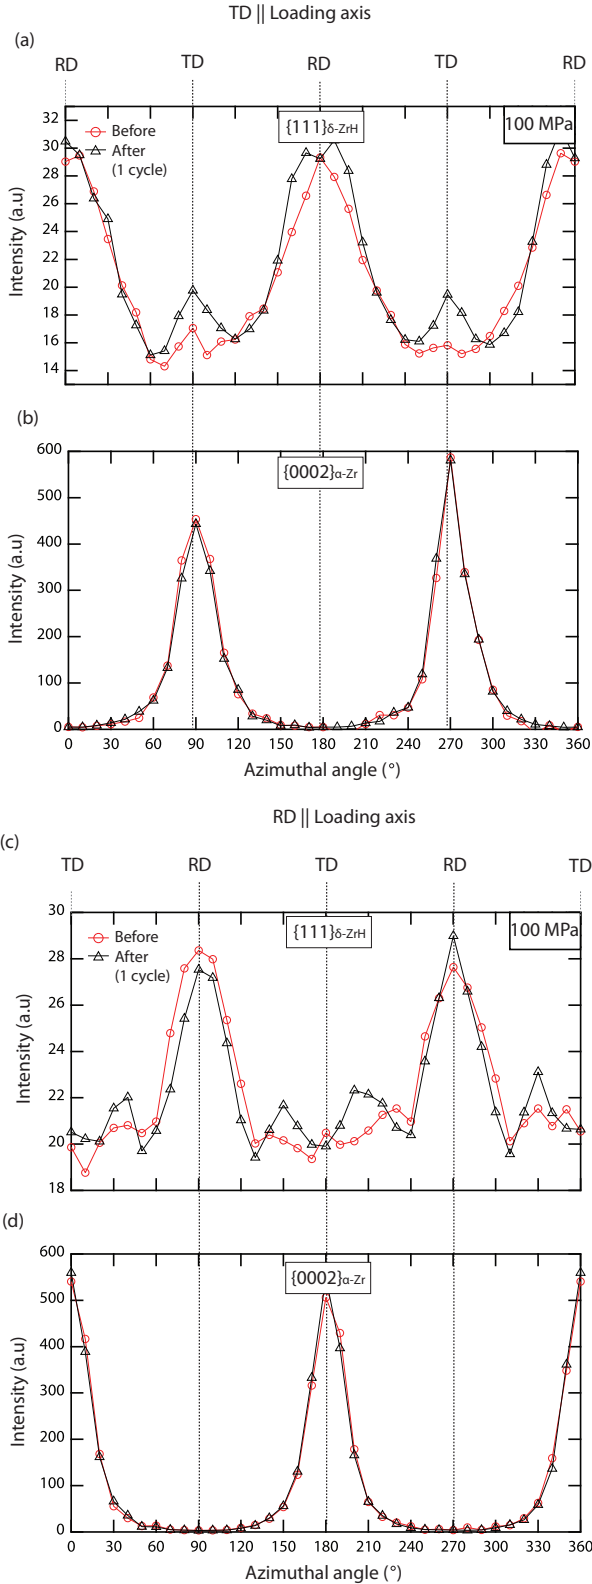 TD || Loading axis
(a)
RD TD RD TD RD
32
30
28
26
24
22
20
18
16
14
Intensity (a.u)
Before
After
(1 cycle)
{111}δ-ZrH
100 MPa
(b)
600
500
400
300
200
100
0
Intensity (a.u)
{0002}α-Zr
0 30 60 90 120 150 180 210 240 270 300 330 360
Azimuthal angle (°)
RD || Loading axis
(c)
TD RD TD RD TD
30
28
26
24
22
20
18
Intensity (a.u)
Before
After
(1 cycle)
{111}δ-ZrH
100 MPa
(d)
600
500
400
300
200
100
0
Intensity (a.u)
{0002}α-Zr
0 30 60 90 120 150 180 210 240 270 300 330 360
Azimuthal angle (°)